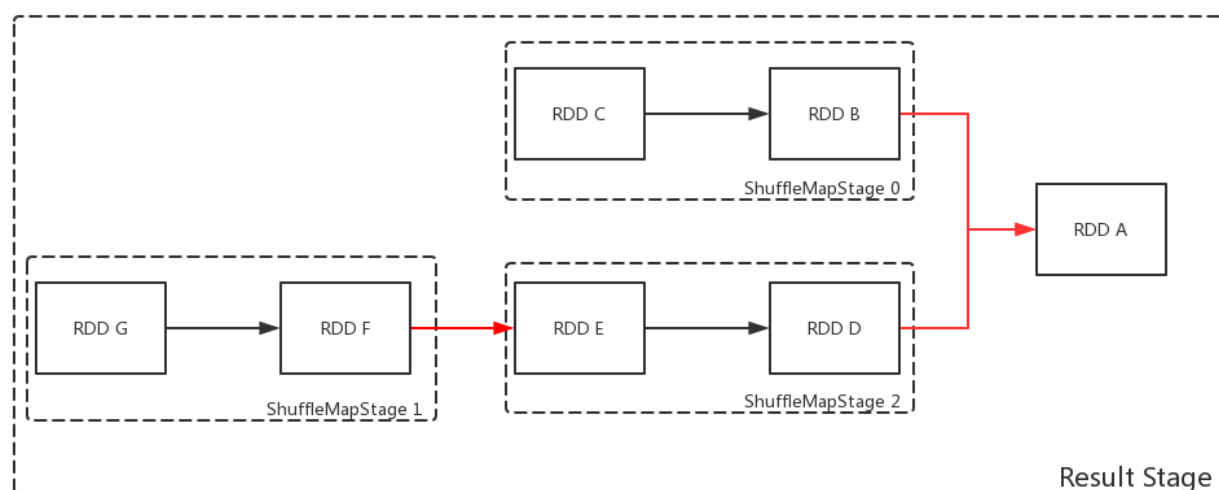 RDD C
RDD B
ShuffleMapStage 0
RDD A
RDD G
RDD F
RDD E
RDD D
ShuffleMapStage 1
ShuffleMapStage 2
Result Stage